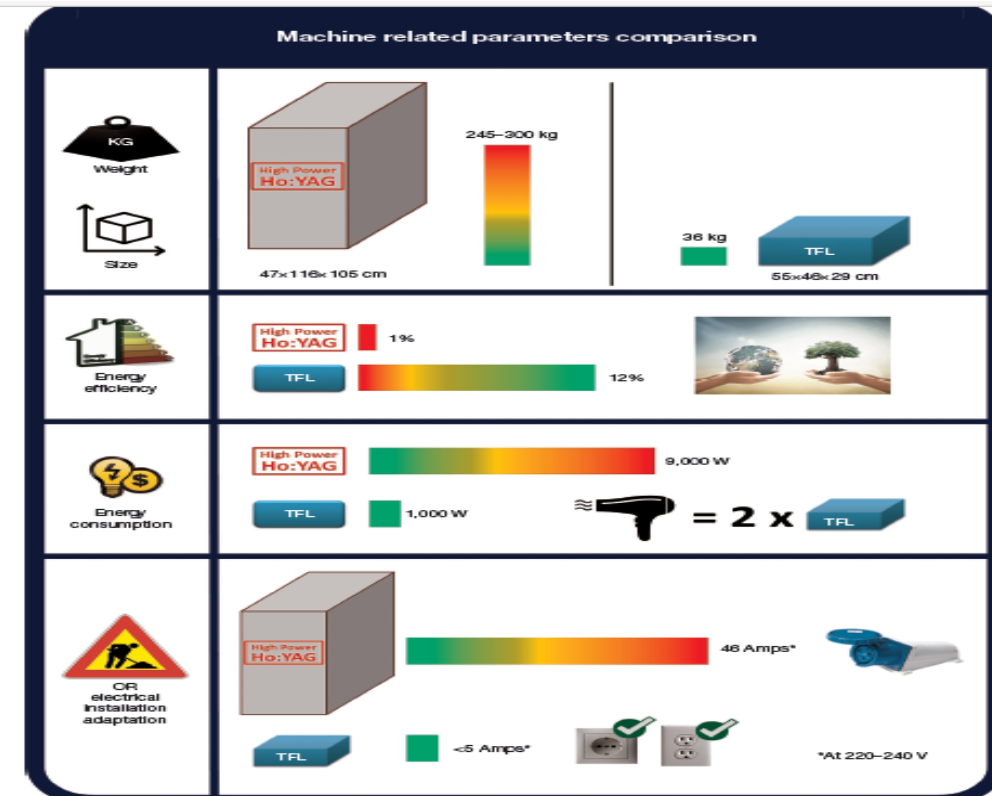 Machine related parameters comparison
KG
Weight
Size
High Power
Ho:YAG
47×116×105 cm
245–300 kg
36 kg
TFL
55×46×29 cm
Energy
efficiency
High Power
Ho:YAG
1%
TFL
12%
Energy
consumption
High Power
Ho:YAG
9,000 W
TFL
1,000 W
= 2 x
TFL
OR
electrical
installation
adaptation
High Power
Ho:YAG
46 Amps*
TFL
<5 Amps*
*At 220–240 V